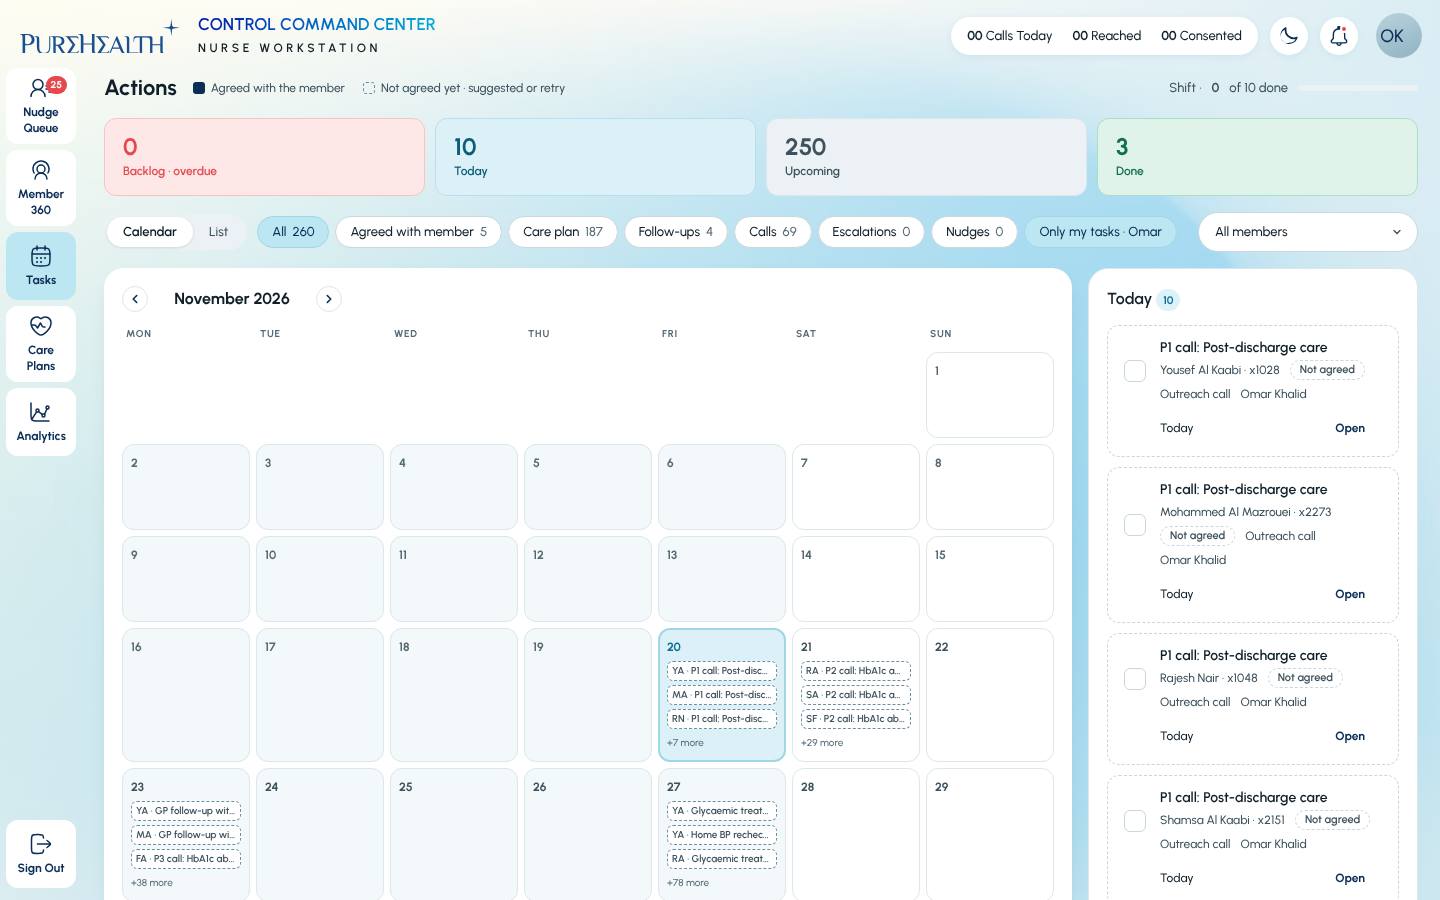 PUREHEALTH
CONTROL COMMAND CENTER
NURSE WORKSTATION
00 Calls Today 00 Reached 00 Consented
OK
25
Nudge
Queue
Member
360
Tasks
Care
Plans
Analytics
Sign Out
Actions
Agreed with the member
Not agreed yet · suggested or retry
Shift · 0 of 10 done
0
Backlog · overdue
10
Today
250
Upcoming
3
Done
Calendar List
All 260
Agreed with member 5
Care plan 187
Follow-ups 4
Calls 69
Escalations 0
Nudges 0
Only my tasks · Omar
All members
November 2026
MON TUE WED THU FRI SAT SUN
1
2 3 4 5 6 7 8
9 10 11 12 13 14 15
16 17 18 19 20 21 22
YA · P1 call: Post-disc...
MA · P1 call: Post-disc...
RN · P1 call: Post-disc...
+7 more
RA · P2 call: HbA1c a...
SA · P2 call: HbA1c a...
SF · P2 call: HbA1c ab...
+29 more
23 24 25 26 27 28 29
YA · GP follow-up wit...
MA · GP follow-up wi...
FA · P3 call: HbA1c ab...
+38 more
YA · Glycaemic treat...
YA · Home BP rechec...
RA · Glycaemic treat...
+78 more
Today 10
P1 call: Post-discharge care
Yousef Al Kaabi · x1028 Not agreed
Outreach call Omar Khalid
Today Open
P1 call: Post-discharge care
Mohammed Al Mazrouei · x2273
Not agreed Outreach call
Omar Khalid
Today Open
P1 call: Post-discharge care
Rajesh Nair · x1048 Not agreed
Outreach call Omar Khalid
Today Open
P1 call: Post-discharge care
Shamsa Al Kaabi · x2151 Not agreed
Outreach call Omar Khalid
Today Open